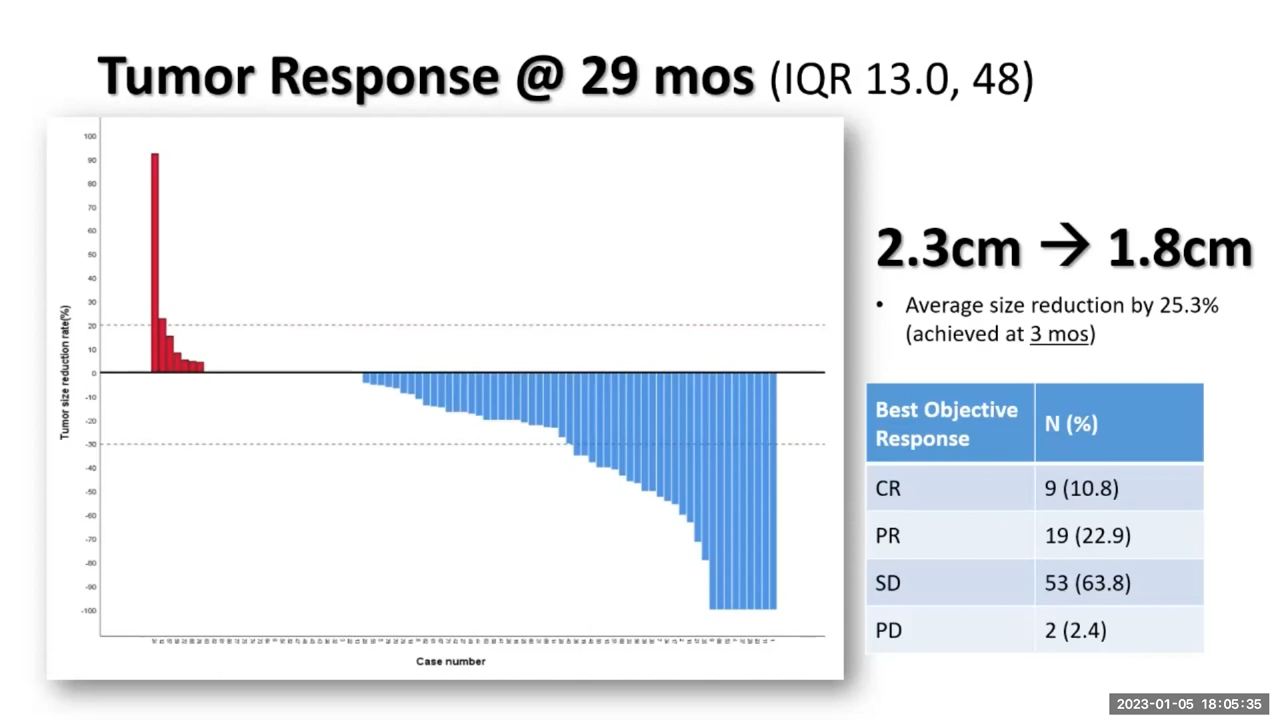 Tumor Response @ 29 mos (IQR 13.0, 48)
100
90
80
70
60
50
40
30
20
10
0
-10
-20
-30
-40
-50
-60
-70
-80
-90
-100
Tumor size reduction rate(%)
Case number
2.3cm → 1.8cm
• Average size reduction by 25.3%
(achieved at 3 mos)
Best Objective
Response
N (%)
CR
9 (10.8)
PR
19 (22.9)
SD
53 (63.8)
PD
2 (2.4)
2023-01-05 18:05:35